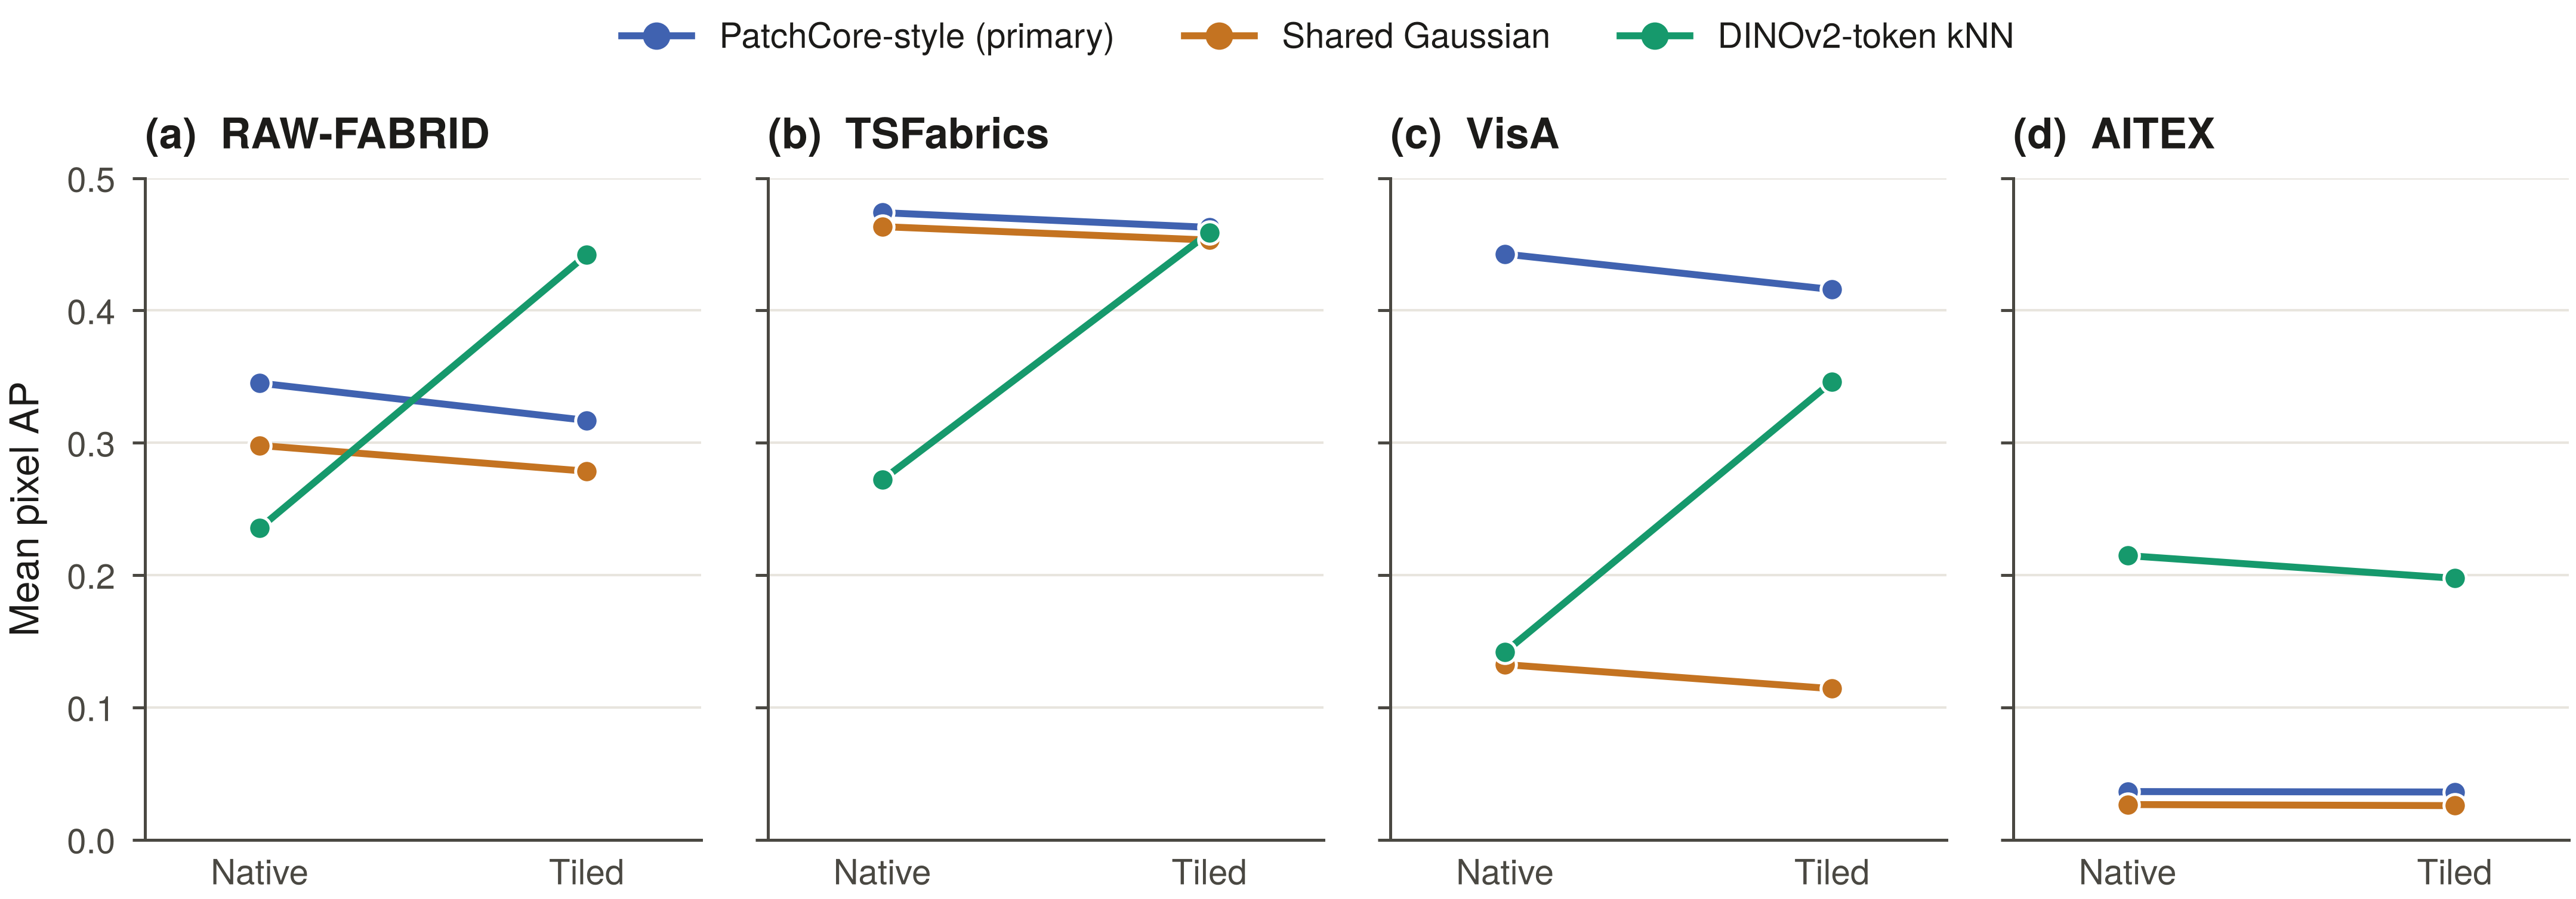 PatchCore-style (primary) Shared Gaussian DINOv2-token kNN
(a) RAW-FABRID (b) TSFabrics (c) VisA (d) AITEX
Mean pixel AP
0.5
0.4
0.3
0.2
0.1
0.0
Native Tiled Native Tiled Native Tiled Native Tiled